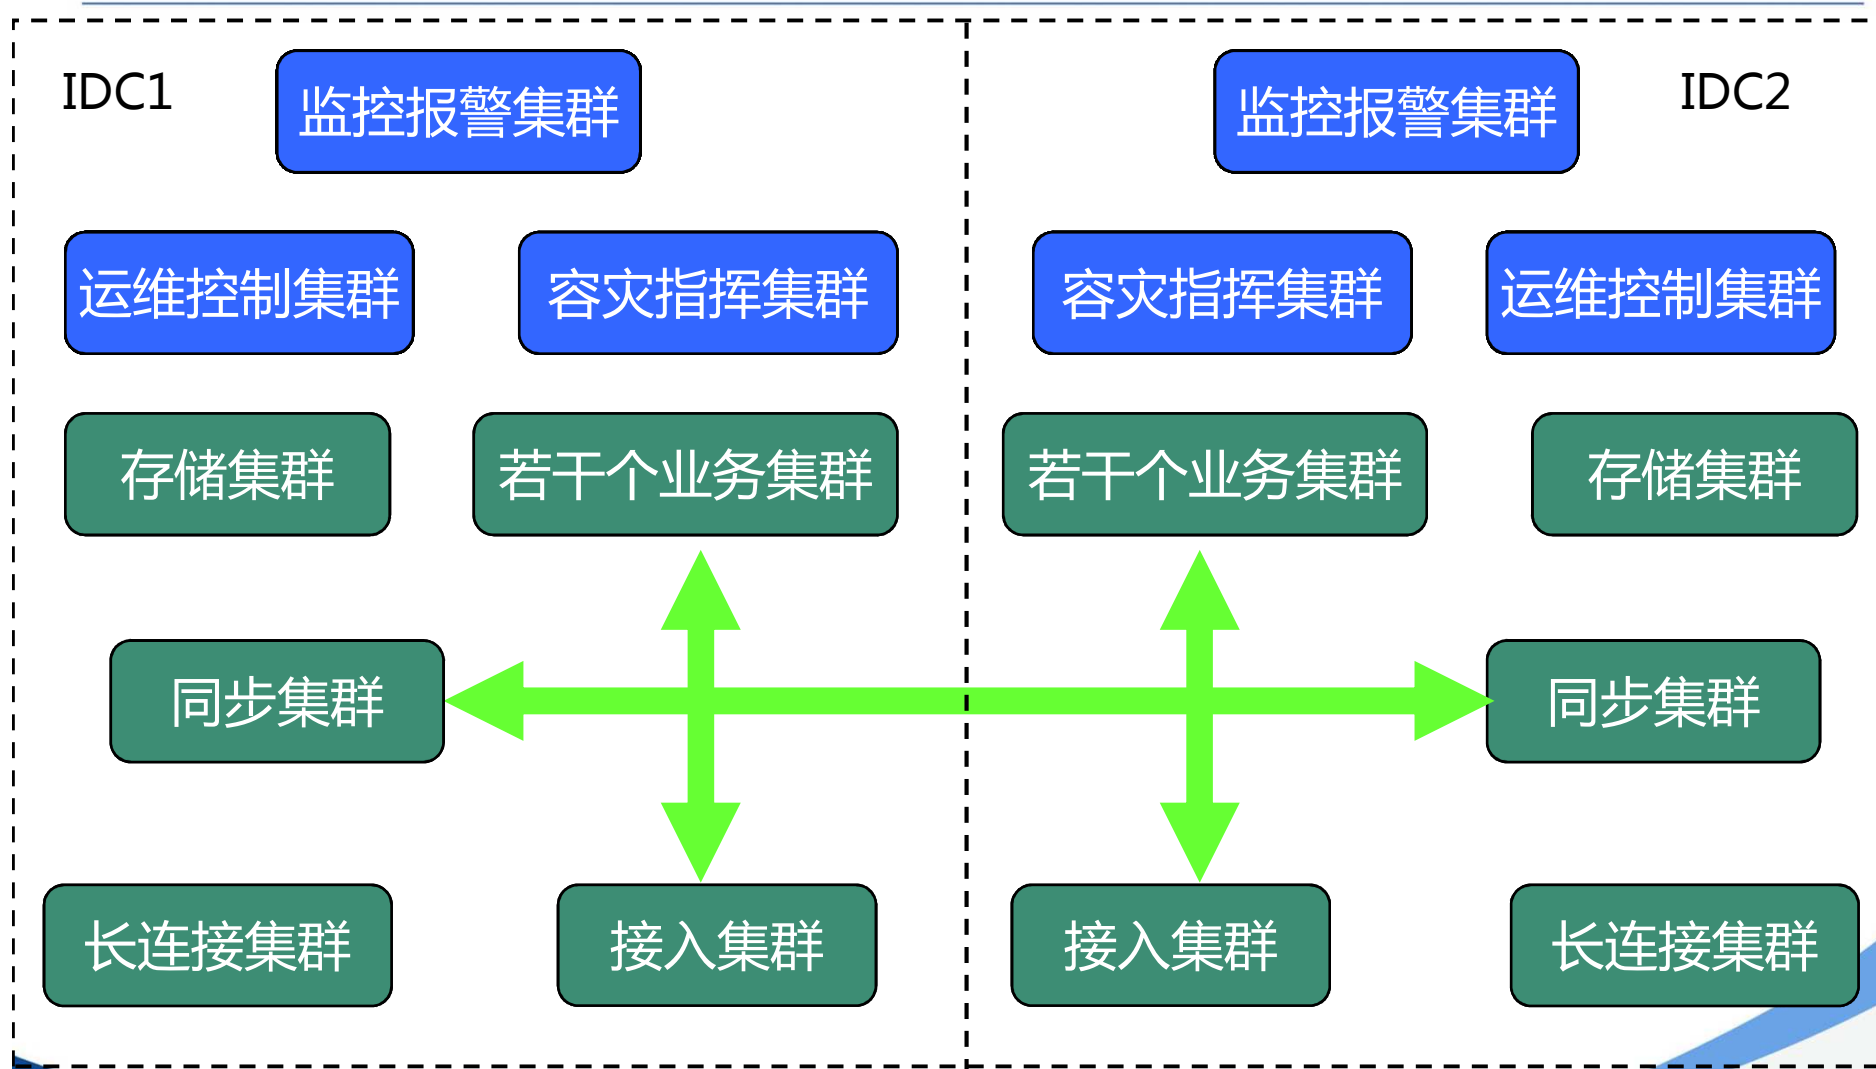 IDC1
监控报警集群
运维控制集群
容灾指挥集群
存储集群
若干个业务集群
同步集群
长连接集群
接入集群
IDC2
监控报警集群
容灾指挥集群
运维控制集群
若干个业务集群
存储集群
同步集群
接入集群
长连接集群